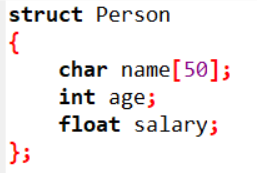 struct Person
{
    char name[50];
    int age;
    float salary;
};